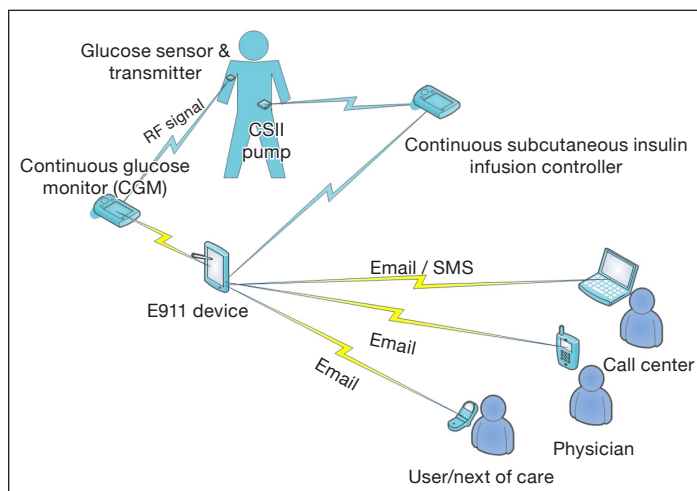 Glucose sensor &
transmitter
RF signal
CSII
pump
Continuous subcutaneous insulin
infusion controller
Continuous glucose
monitor (CGM)
E911 device
Email / SMS
Email
Email
Call center
Physician
User/next of care